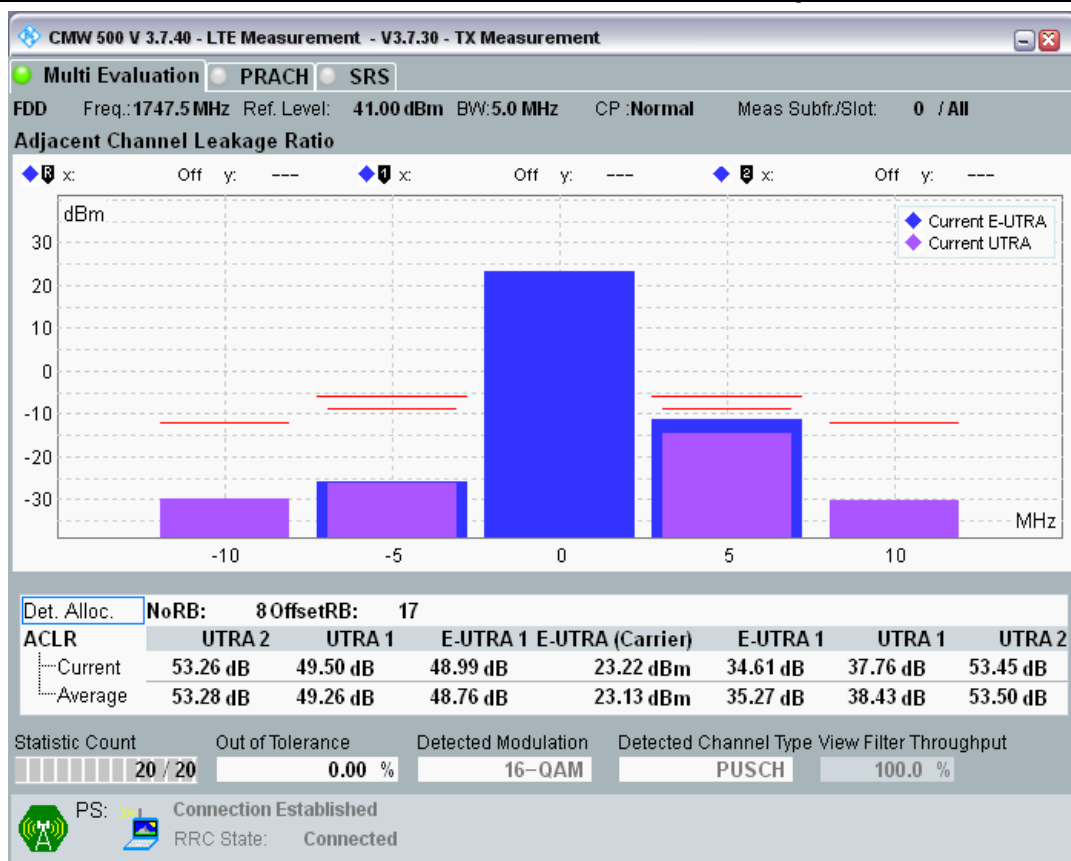 CMW 500 V 3.7.40 - LTE Measurement - V3.7.30 - TX Measurement
Multi Evaluation PRACH SRS
FDD Freq.: 1747.5 MHz Ref. Level: 41.00 dBm BW: 5.0 MHz CP : Normal Meas Subfr./Slot: 0 / All
Adjacent Channel Leakage Ratio
R x: Off y: --- 1 x: Off y: --- 2 x: Off y: ---
dBm
Current E-UTRA
Current UTRA
30
20
10
0
-10
-20
-30
MHz
-10 -5 0 5 10
Det. Alloc. NoRB: 8 OffsetRB: 17
ACLR UTRA 2 UTRA 1 E-UTRA 1 E-UTRA (Carrier) E-UTRA 1 UTRA 1 UTRA 2
Current 53.26 dB 49.50 dB 48.99 dB 23.22 dBm 34.61 dB 37.76 dB 53.45 dB
Average 53.28 dB 49.26 dB 48.76 dB 23.13 dBm 35.27 dB 38.43 dB 53.50 dB
Statistic Count Out of Tolerance Detected Modulation Detected Channel Type View Filter Throughput
20 / 20 0.00 % 16-QAM PUSCH 100.0 %
PS: Connection Established
RRC State: Connected